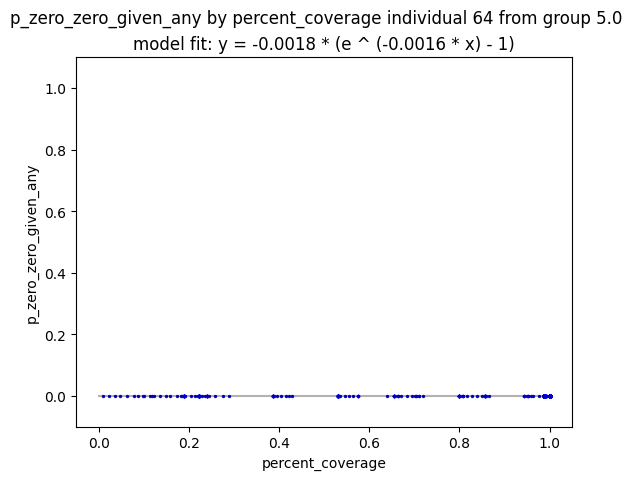 p_zero_zero_given_any by percent_coverage individual 64 from group 5.0
model fit: y = -0.0018 * (e ^ (-0.0016 * x) - 1)
1.0
0.8
0.6
0.4
0.2
0.0
p_zero_zero_given_any
0.0 0.2 0.4 0.6 0.8 1.0
percent_coverage